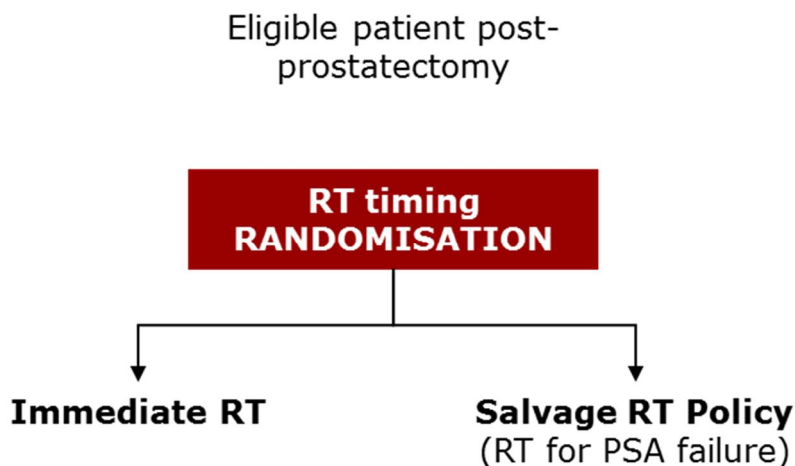 Eligible patient post-
prostatectomy
RT timing
RANDOMISATION
Immediate RT
Salvage RT Policy
(RT for PSA failure)